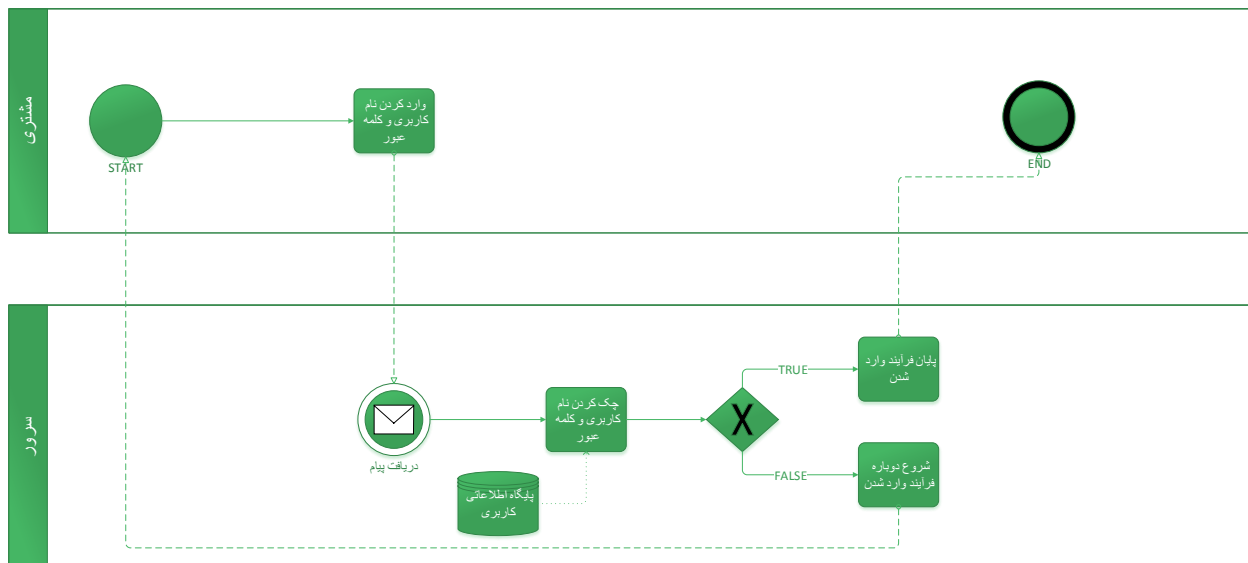 مشتری
START
وارد کردن نام
کاربری و کلمه
عبور
END
سرور
دریافت پیام
چک کردن نام
کاربری و کلمه
عبور
پایگاه اطلاعاتی
کاربری
X
TRUE
پایان فرآیند وارد
شدن
FALSE
شروع دوباره
فرآیند وارد شدن